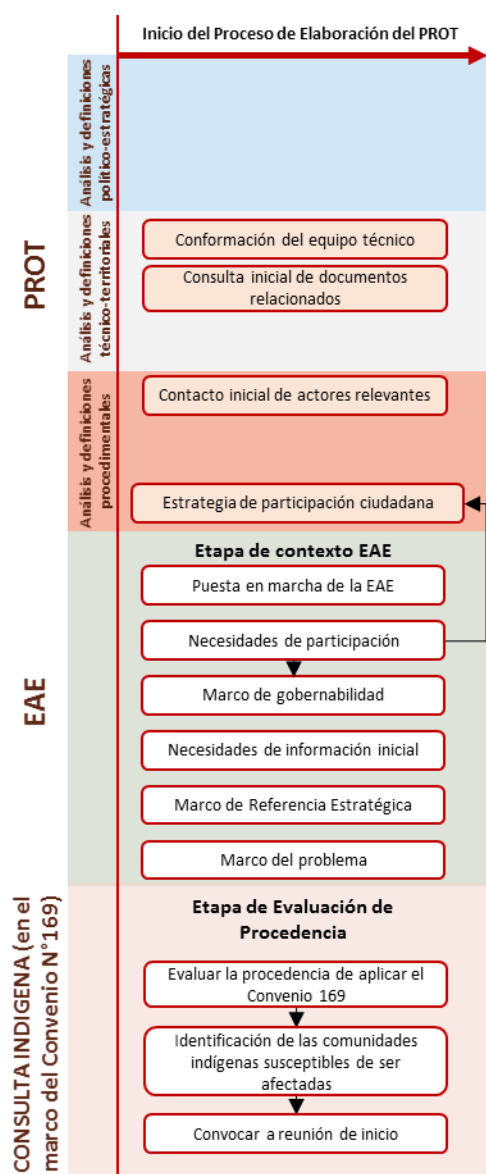 Inicio del Proceso de Elaboración del PROT
PROT
Análisis y definiciones
político-estratégicas
Análisis y definiciones
técnico-territoriales
Conformación del equipo técnico
Consulta inicial de documentos
relacionados
Análisis y definiciones
procedimentales
Contacto inicial de actores relevantes
Estrategia de participación ciudadana
EAE
Etapa de contexto EAE
Puesta en marcha de la EAE
Necesidades de participación
Marco de gobernabilidad
Necesidades de información inicial
Marco de Referencia Estratégica
Marco del problema
CONSULTA INDIGENA (en el
marco del Convenio N°169)
Etapa de Evaluación de
Procedencia
Evaluar la procedencia de aplicar el
Convenio 169
Identificación de las comunidades
indígenas susceptibles de ser
afectadas
Convocar a reunión de inicio